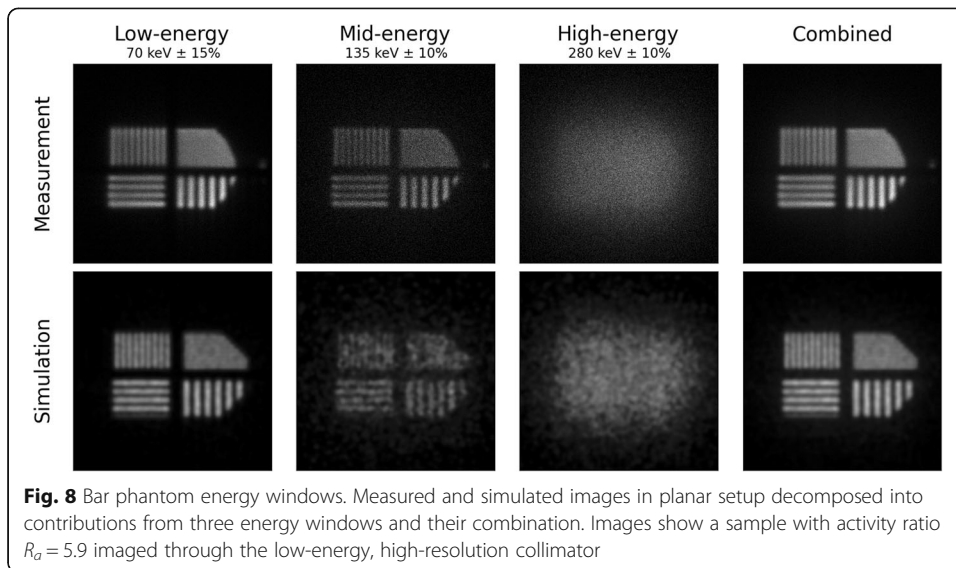 Low-energy Mid-energy High-energy Combined
70 keV ± 15% 135 keV ± 10% 280 keV ± 10%
Measurement
Simulation
Fig. 8 Bar phantom energy windows. Measured and simulated images in planar setup decomposed into
contributions from three energy windows and their combination. Images show a sample with activity ratio
Ra = 5.9 imaged through the low-energy, high-resolution collimator